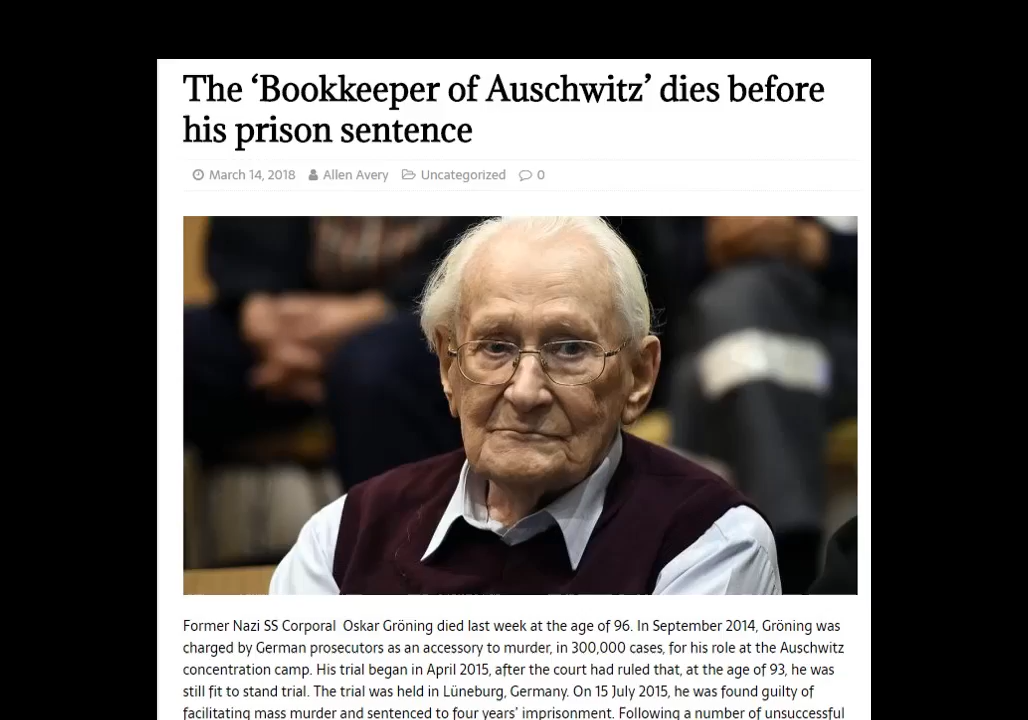 The ‘Bookkeeper of Auschwitz’ dies before
his prison sentence
March 14, 2018 Allen Avery Uncategorized 0
Former Nazi SS Corporal Oskar Gröning died last week at the age of 96. In September 2014, Gröning was
charged by German prosecutors as an accessory to murder, in 300,000 cases, for his role at the Auschwitz
concentration camp. His trial began in April 2015, after the court had ruled that, at the age of 93, he was
still fit to stand trial. The trial was held in Lüneburg, Germany. On 15 July 2015, he was found guilty of
facilitating mass murder and sentenced to four years’ imprisonment. Following a number of unsuccessful